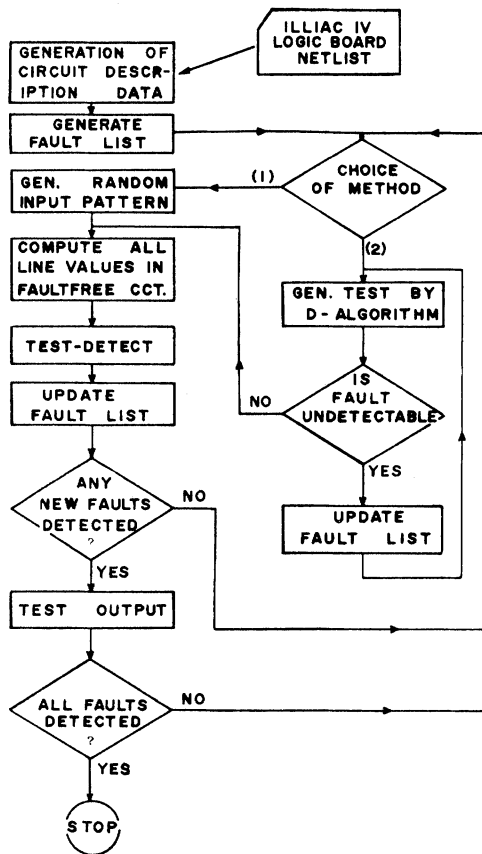 ILLIAC IV
LOGIC BOARD
NETLIST
GENERATION OF
CIRCUIT DESCR-
IPTION DATA
GENERATE
FAULT LIST
CHOICE
OF METHOD
(1)
(2)
GEN. RANDOM
INPUT PATTERN
COMPUTE ALL
LINE VALUES IN
FAULTFREE CCT.
TEST-DETECT
UPDATE
FAULT LIST
GEN. TEST BY
D-ALGORITHM
IS
FAULT
UNDETECTABLE
NO
YES
UPDATE
FAULT LIST
ANY
NEW FAULTS
DETECTED
?
NO
YES
TEST OUTPUT
ALL FAULTS
DETECTED
?
NO
YES
STOP